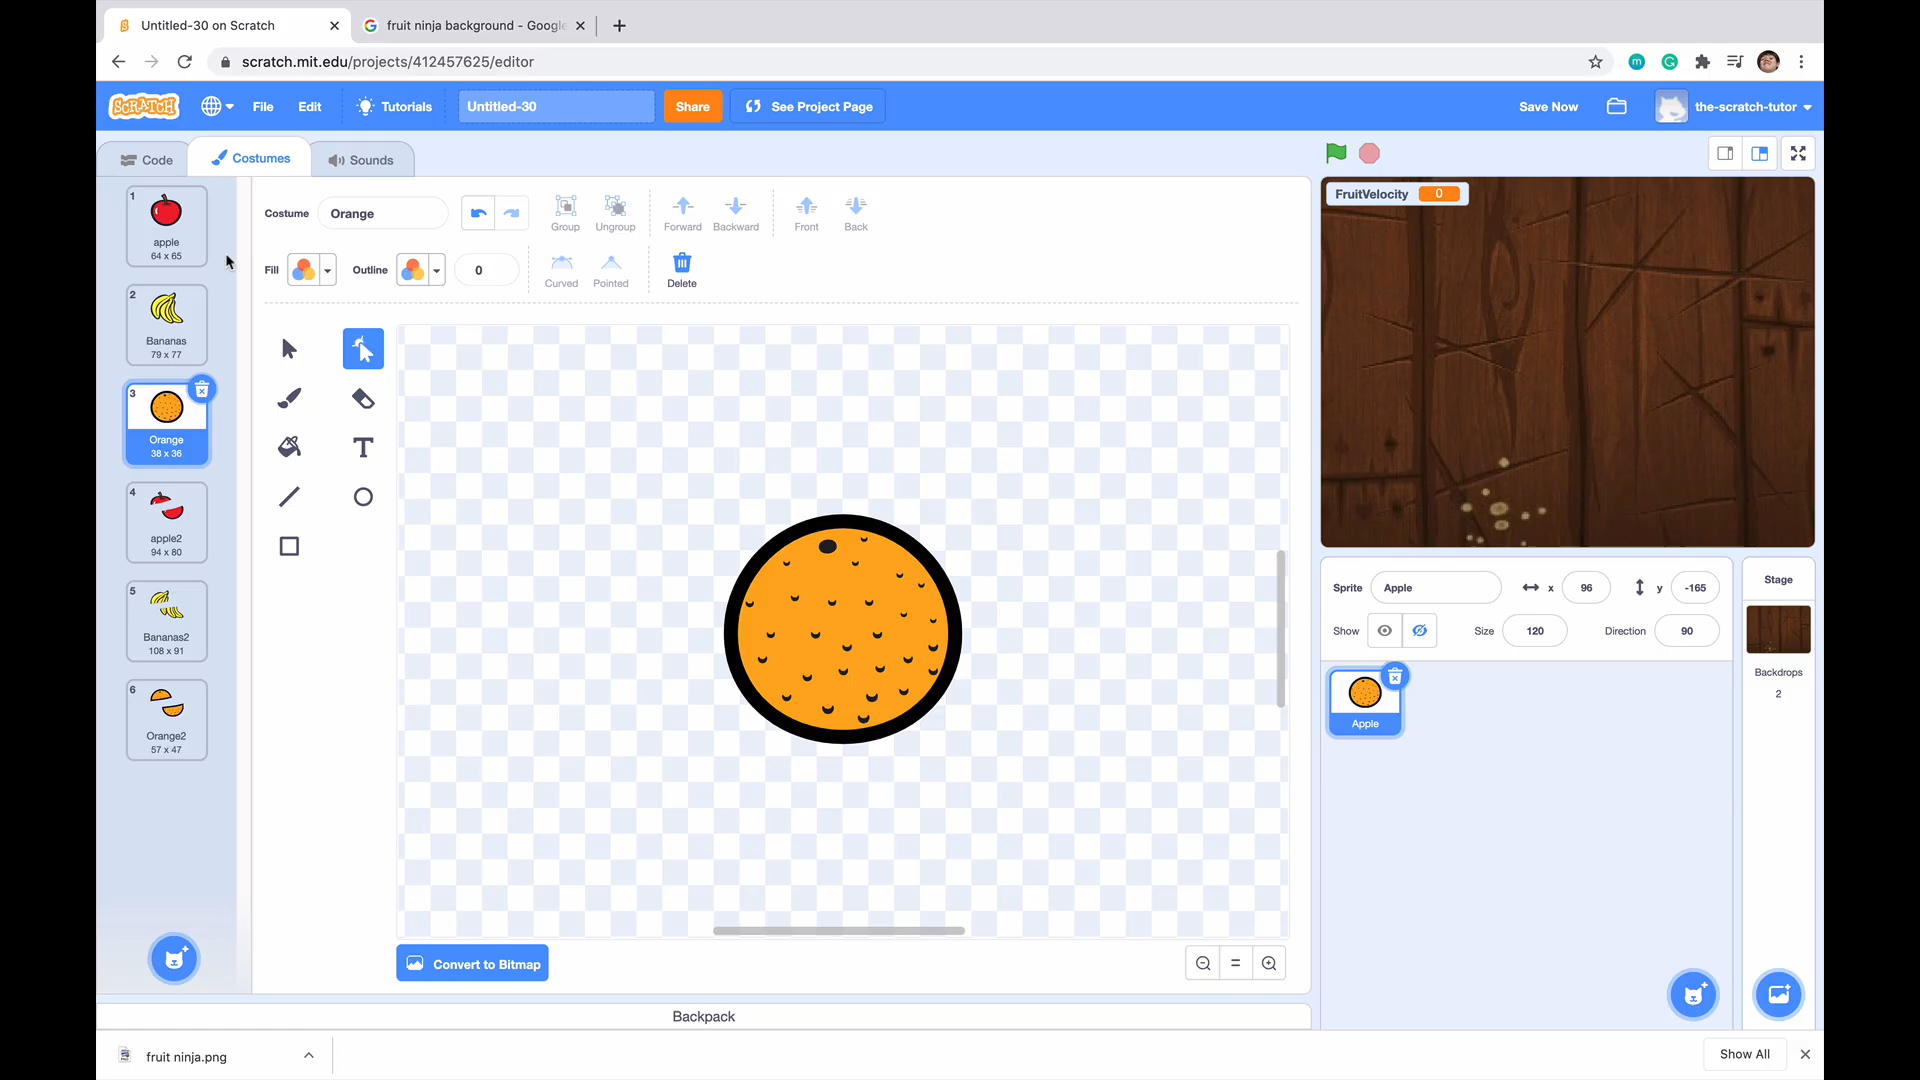 Untitled-30 on Scratch
fruit ninja background - Google
scratch.mit.edu/projects/412457625/editor
SCRATCH
File
Edit
Tutorials
Untitled-30
Share
See Project Page
Save Now
the-scratch-tutor
Code
Costumes
Sounds
1
apple
64 x 65
2
Bananas
79 x 77
3
Orange
38 x 36
4
apple2
94 x 80
5
Bananas2
108 x 91
6
Orange2
57 x 47
Costume
Orange
Group
Ungroup
Forward
Backward
Front
Back
Fill
Outline
0
Curved
Pointed
Delete
T
Convert to Bitmap
Backpack
FruitVelocity 0
Sprite
Apple
x
96
y
-165
Show
Size
120
Direction
90
Apple
Stage
Backdrops
2
fruit ninja.png
Show All